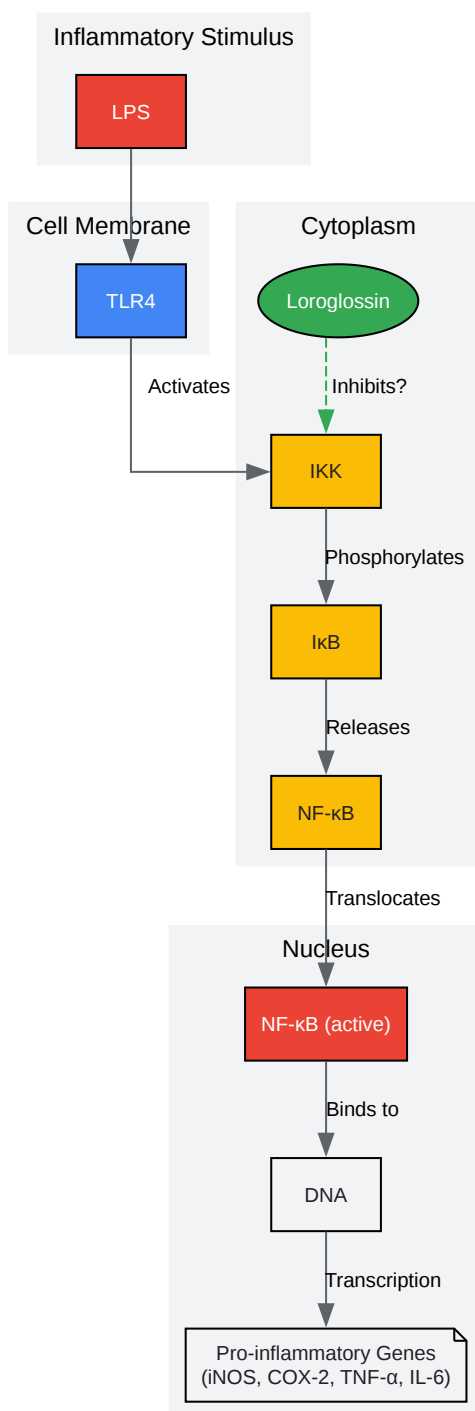 Inflammatory Stimulus
LPS
Cell Membrane
Cytoplasm
TLR4
Loroglossin
Activates
Inhibits?
IKK
Phosphorylates
IκB
Releases
NF-κB
Translocates
Nucleus
NF-κB (active)
Binds to
DNA
Transcription
Pro-inflammatory Genes
(iNOS, COX-2, TNF-α, IL-6)